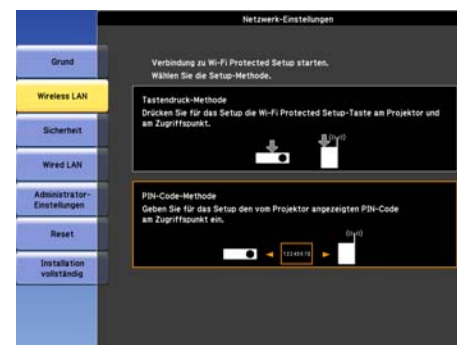 Netzwerk-Einstellungen
Grund
Wireless LAN
Sicherheit
Wired LAN
Administrator-
Einstellungen
Reset
Installation
vollständig
Verbindung zu Wi-Fi Protected Setup starten.
Wählen Sie die Setup-Methode.
Tastendruck-Methode
Drücken Sie für das Setup die Wi-Fi Protected Setup-Taste am Projektor und
am Zugriffspunkt.
PIN-Code-Methode
Geben Sie für das Setup den vom Projektor angezeigten PIN-Code
am Zugriffspunkt ein.